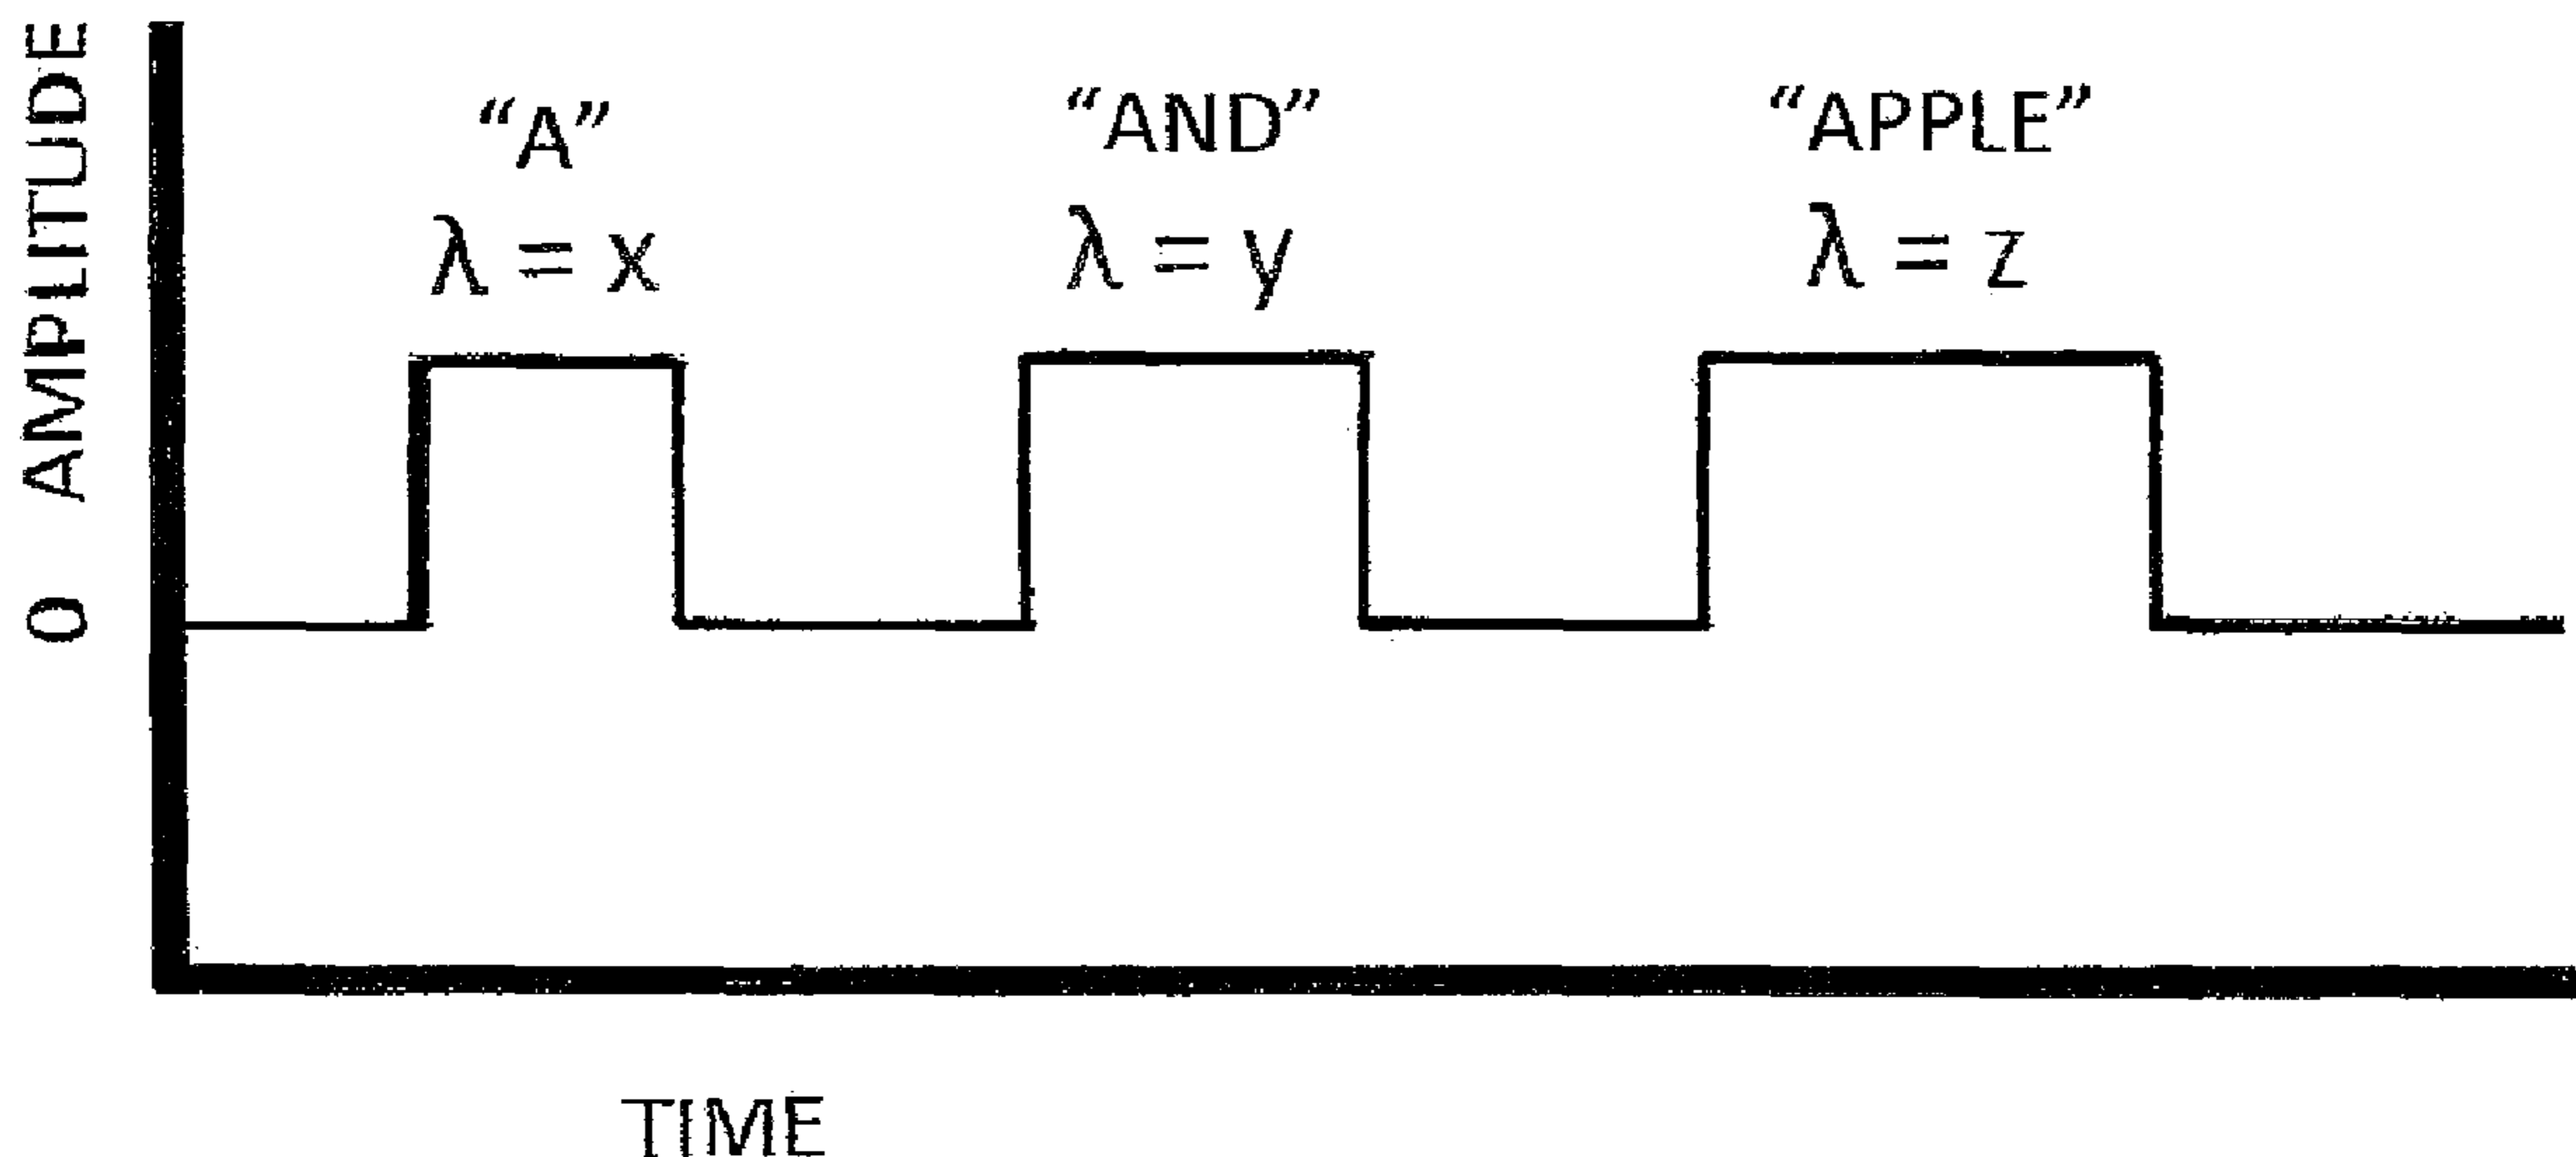 0 AMPLITUDE
“A”
λ = x
“AND”
λ = y
“APPLE”
λ = z
TIME